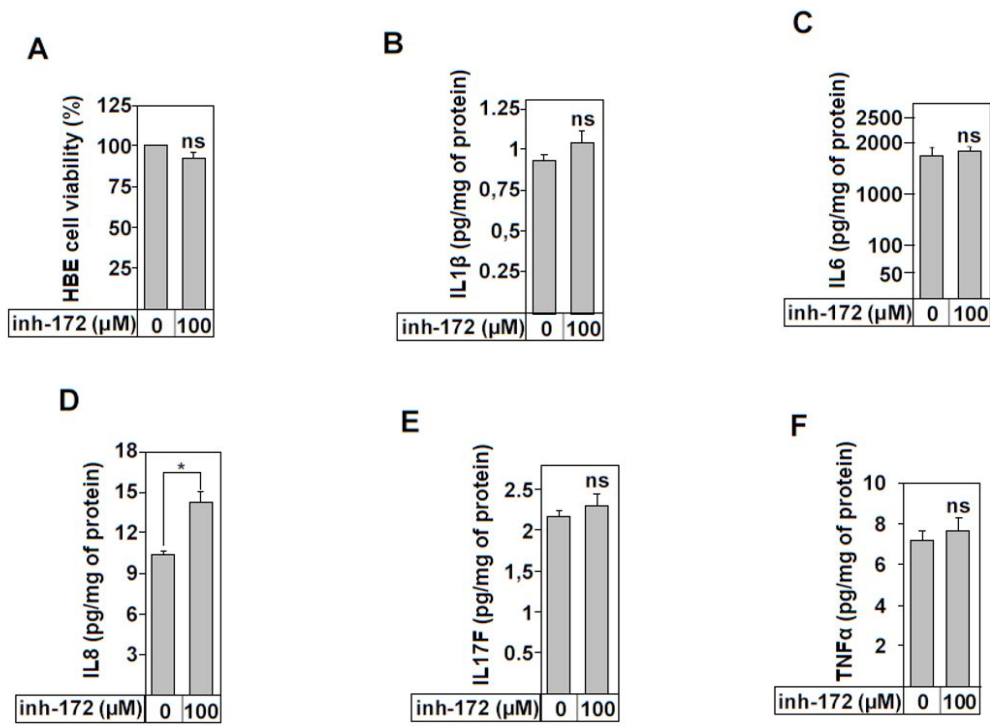 A
HBE cell viability (%)
125
100
75
50
25
ns
inh-172 (µM) 0 100
B
IL1β (pg/mg of protein)
1.25
1
0,75
0,5
0.25
ns
inh-172 (µM) 0 100
C
IL6 (pg/mg of protein)
2500
2000
1000
100
50
ns
inh-172 (µM) 0 100
D
IL8 (pg/mg of protein)
18
15
12
9
6
3
*
inh-172 (µM) 0 100
E
IL17F (pg/mg of protein)
2.5
2
1,5
1
0.5
ns
inh-172 (µM) 0 100
F
TNFα (pg/mg of protein)
10
8
6
4
2
ns
inh-172 (µM) 0 100